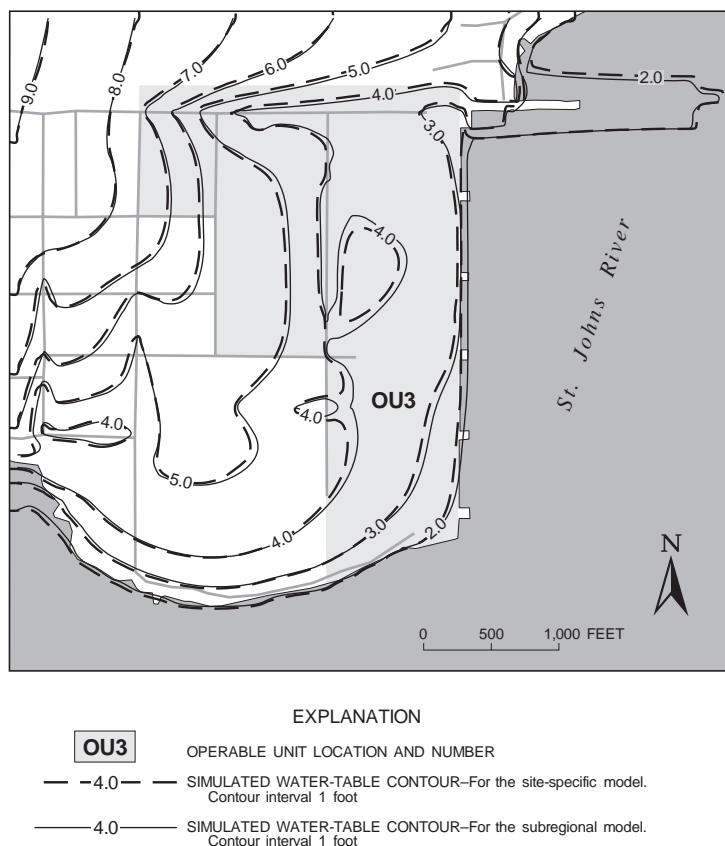 9.0
8.0
7.0
6.0
5.0
4.0
2.0
3.0
4.0
St. Johns River
OU3
4.0
4.0
5.0
4.0
3.0
2.0
N
0 500 1,000 FEET
EXPLANATION
OU3 OPERABLE UNIT LOCATION AND NUMBER
4.0 SIMULATED WATER-TABLE CONTOUR–For the site-specific model.
Contour interval 1 foot
4.0 SIMULATED WATER-TABLE CONTOUR–For the subregional model.
Contour interval 1 foot